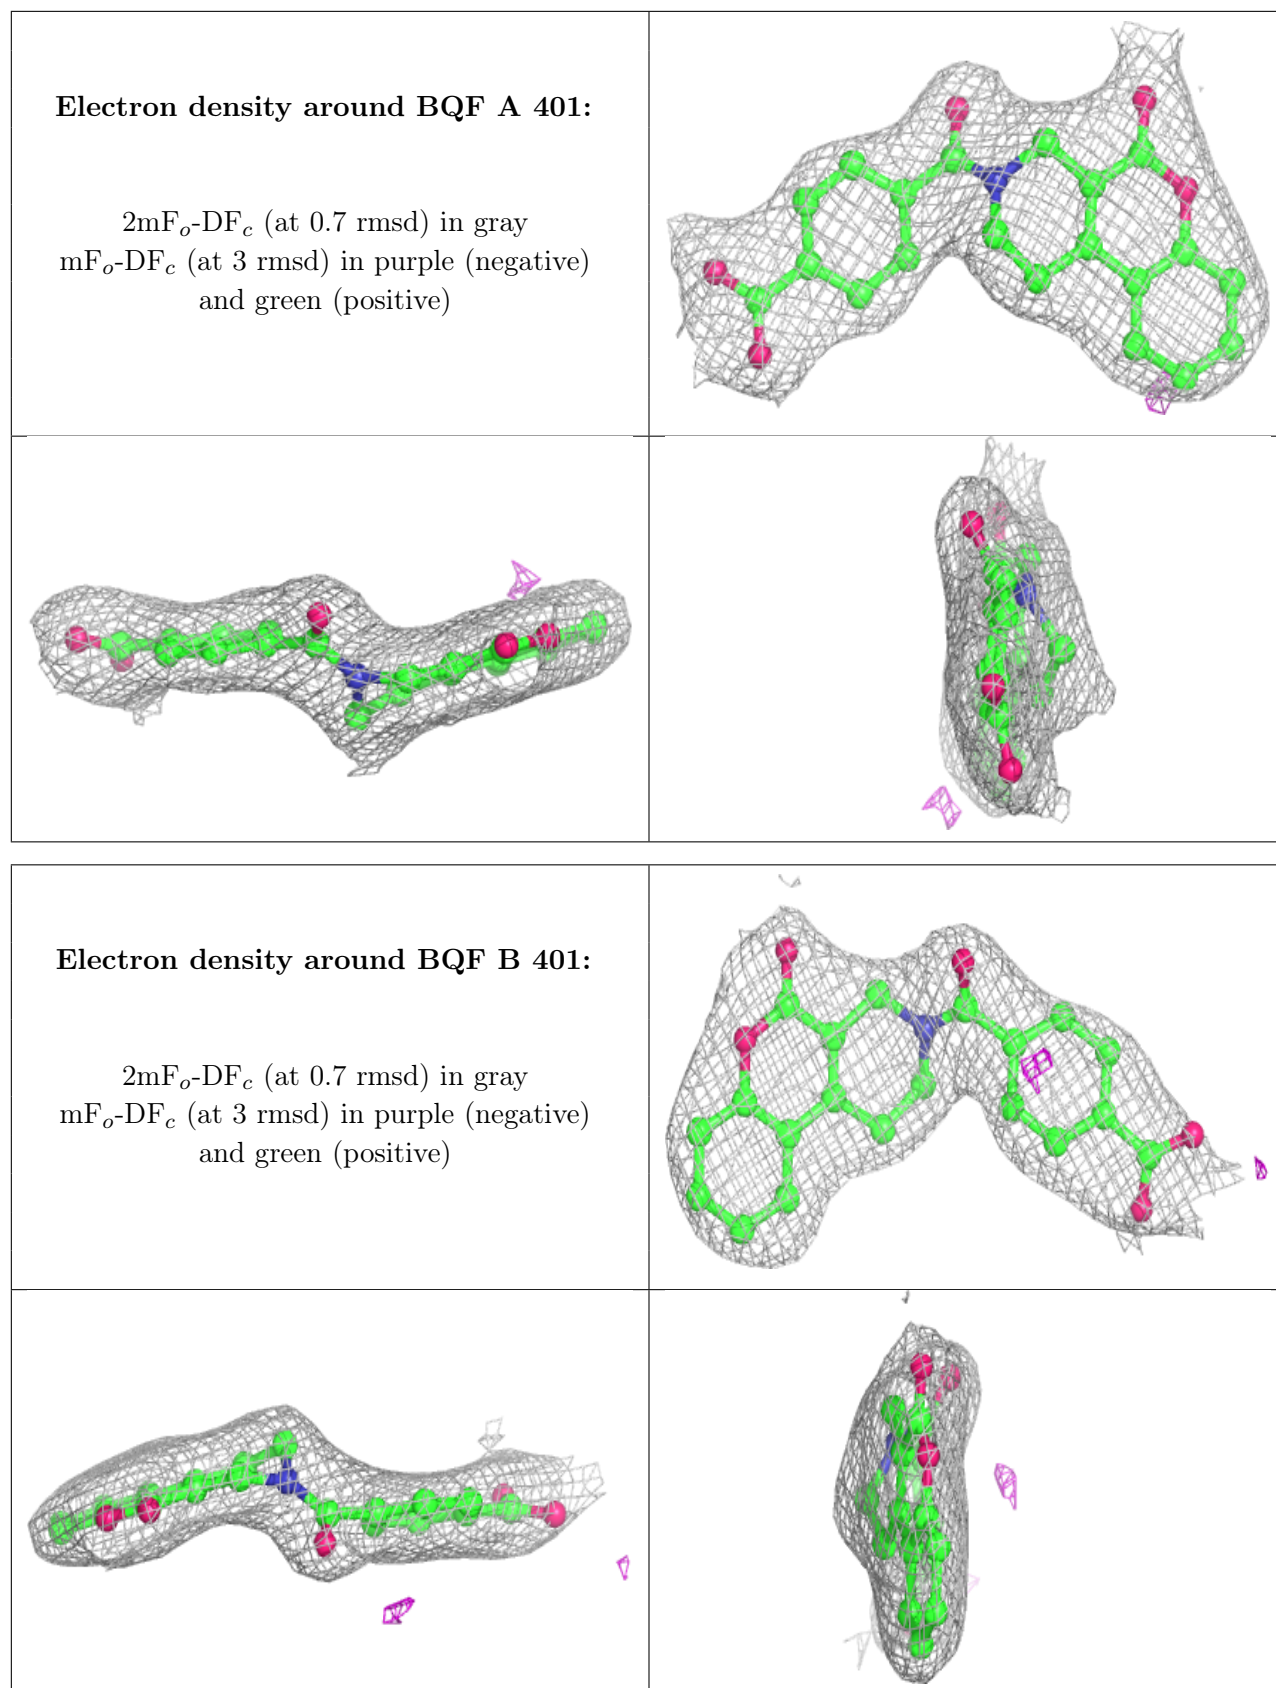 Electron density around BQF A 401:
2mFo-DFc (at 0.7 rmsd) in gray
mFo-DFc (at 3 rmsd) in purple (negative)
and green (positive)
Electron density around BQF B 401:
2mFo-DFc (at 0.7 rmsd) in gray
mFo-DFc (at 3 rmsd) in purple (negative)
and green (positive)